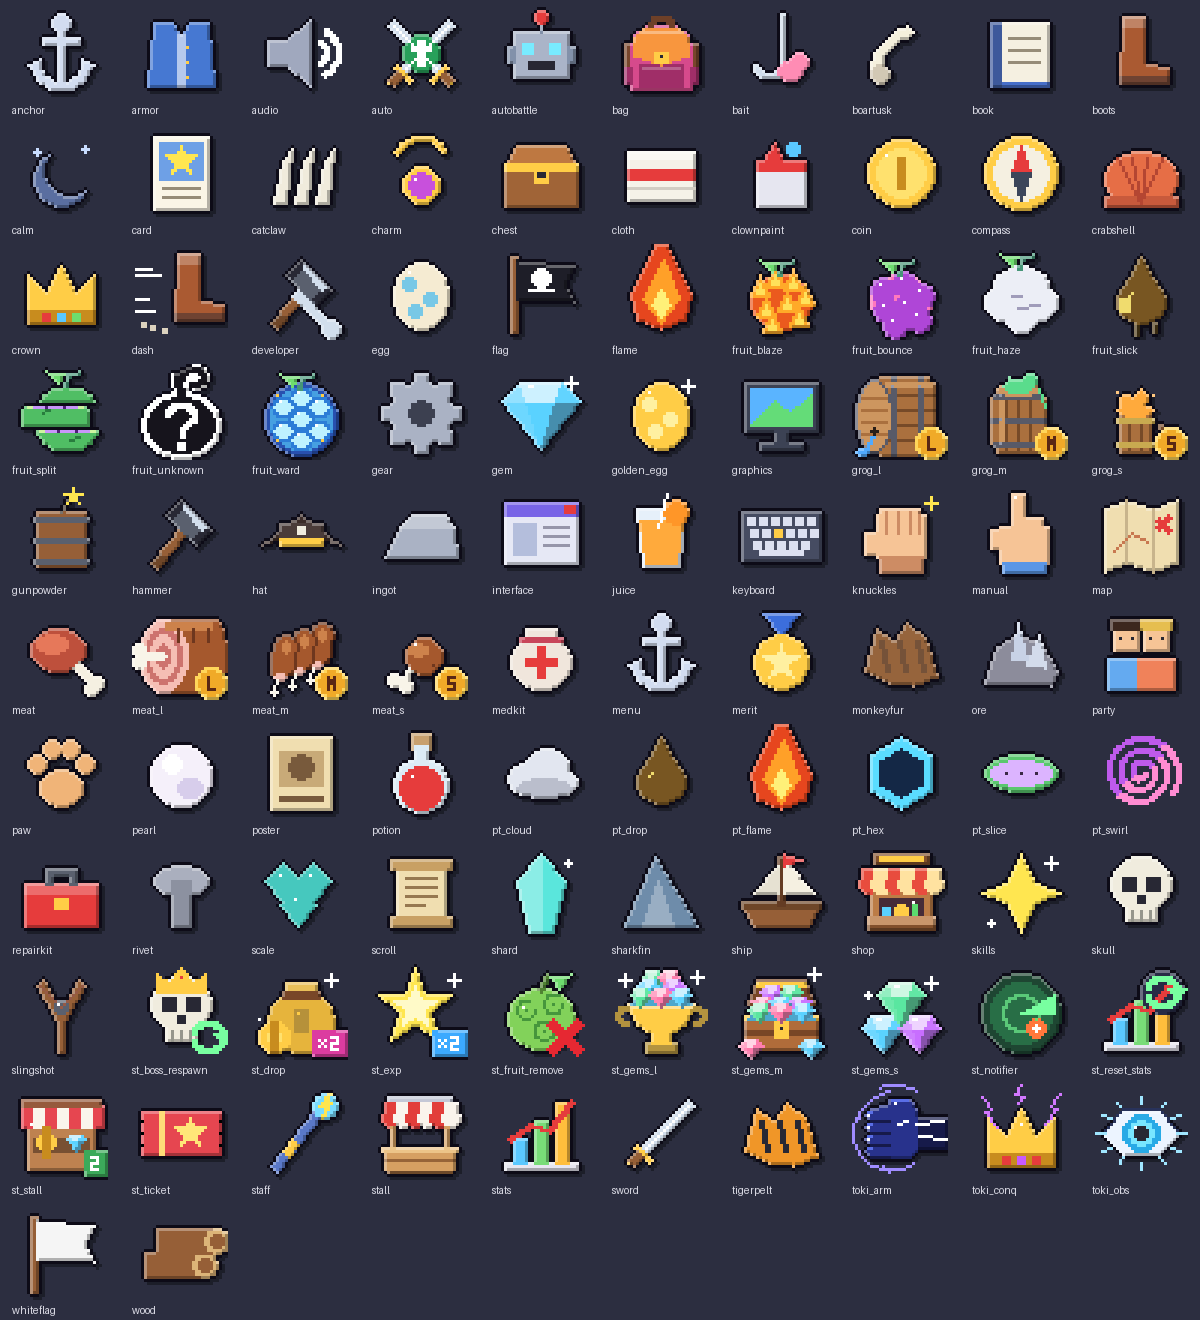 anchor armor audio auto autobattle bag bait boartusk book boots
calm card catclaw charm chest cloth clownpaint coin compass crabshell
crown dash developer egg flag flame fruit_blaze fruit_bounce fruit_haze fruit_slick
?
L M S
fruit_split fruit_unknown fruit_ward gear gem golden_egg graphics grog_l grog_m grog_s
gunpowder hammer hat ingot interface juice keyboard knuckles manual map
L M S
meat meat_l meat_m meat_s medkit menu merit monkeyfur ore party
paw pearl poster potion pt_cloud pt_drop pt_flame pt_hex pt_slice pt_swirl
repairkit rivet scale scroll shard sharkfin ship shop skills skull
x2 x2
slingshot st_boss_respawn st_drop st_exp st_fruit_remove st_gems_l st_gems_m st_gems_s st_notifier st_reset_stats
2
st_stall st_ticket staff stall stats sword tigerpelt toki_arm toki_conq toki_obs
whiteflag wood